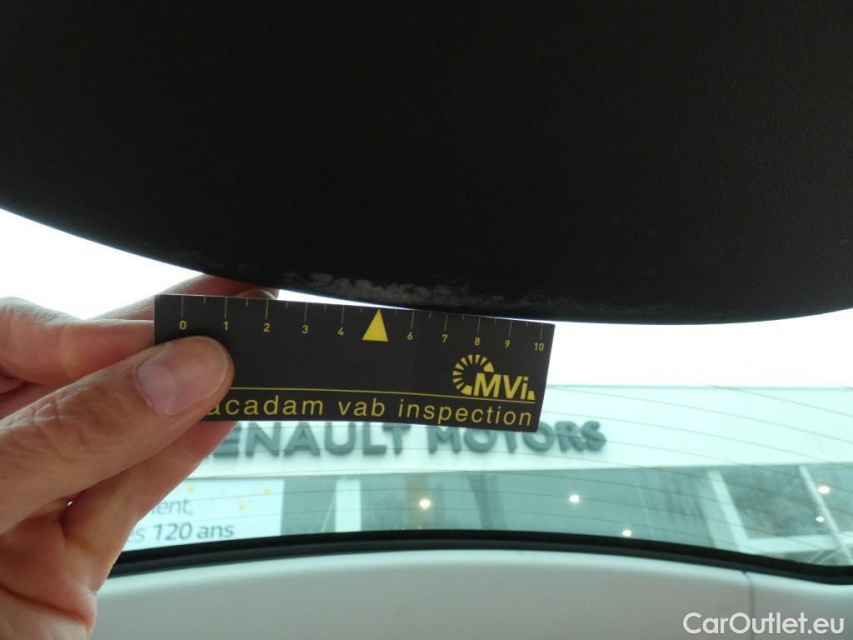 0 1 2 3 4 6 7 8 9 10
MVi
acadam vab inspection
ENAULT MOTORS
ent,
s 120 ans
CarOutlet.eu